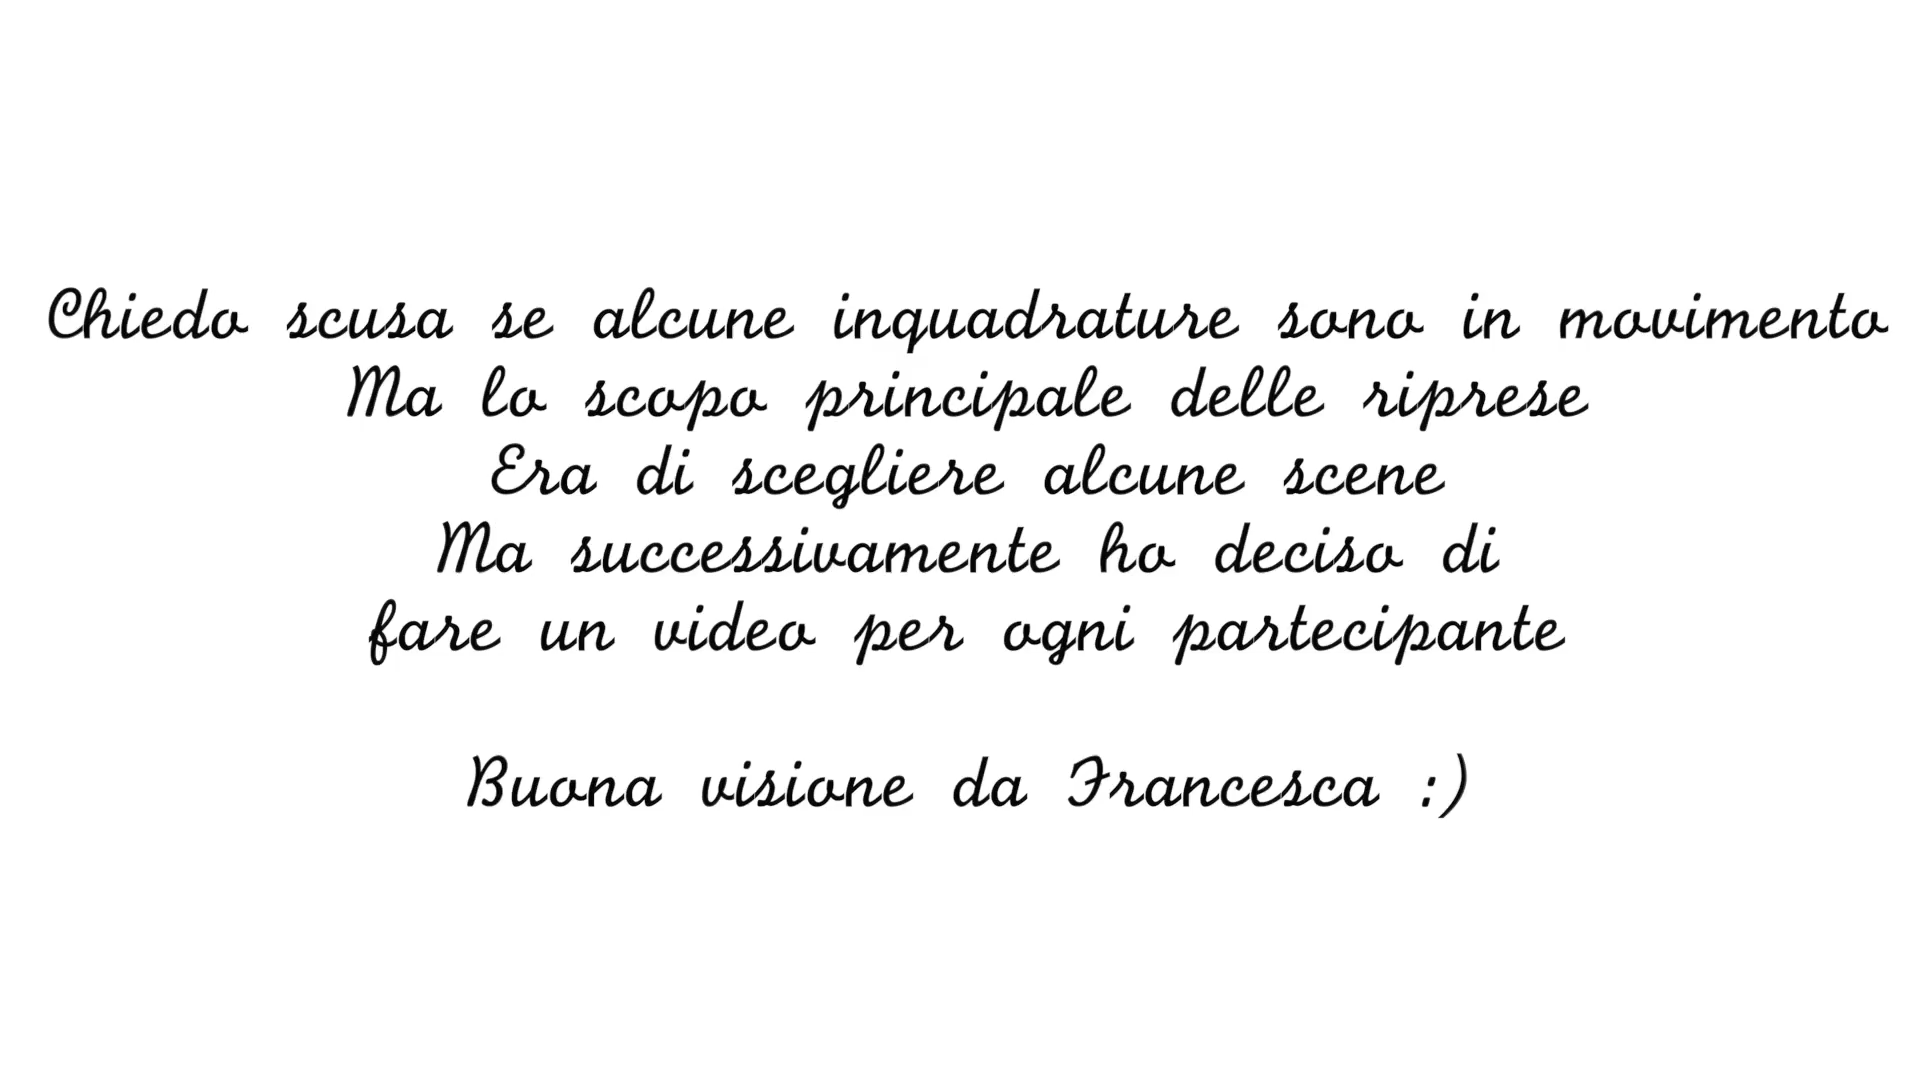 Chiedo scusa se alcune inquadrature sono in movimento
Ma lo scopo principale delle riprese
Era di scegliere alcune scene
Ma successivamente ho deciso di
fare un video per ogni partecipante
Buona visione da Francesca :)